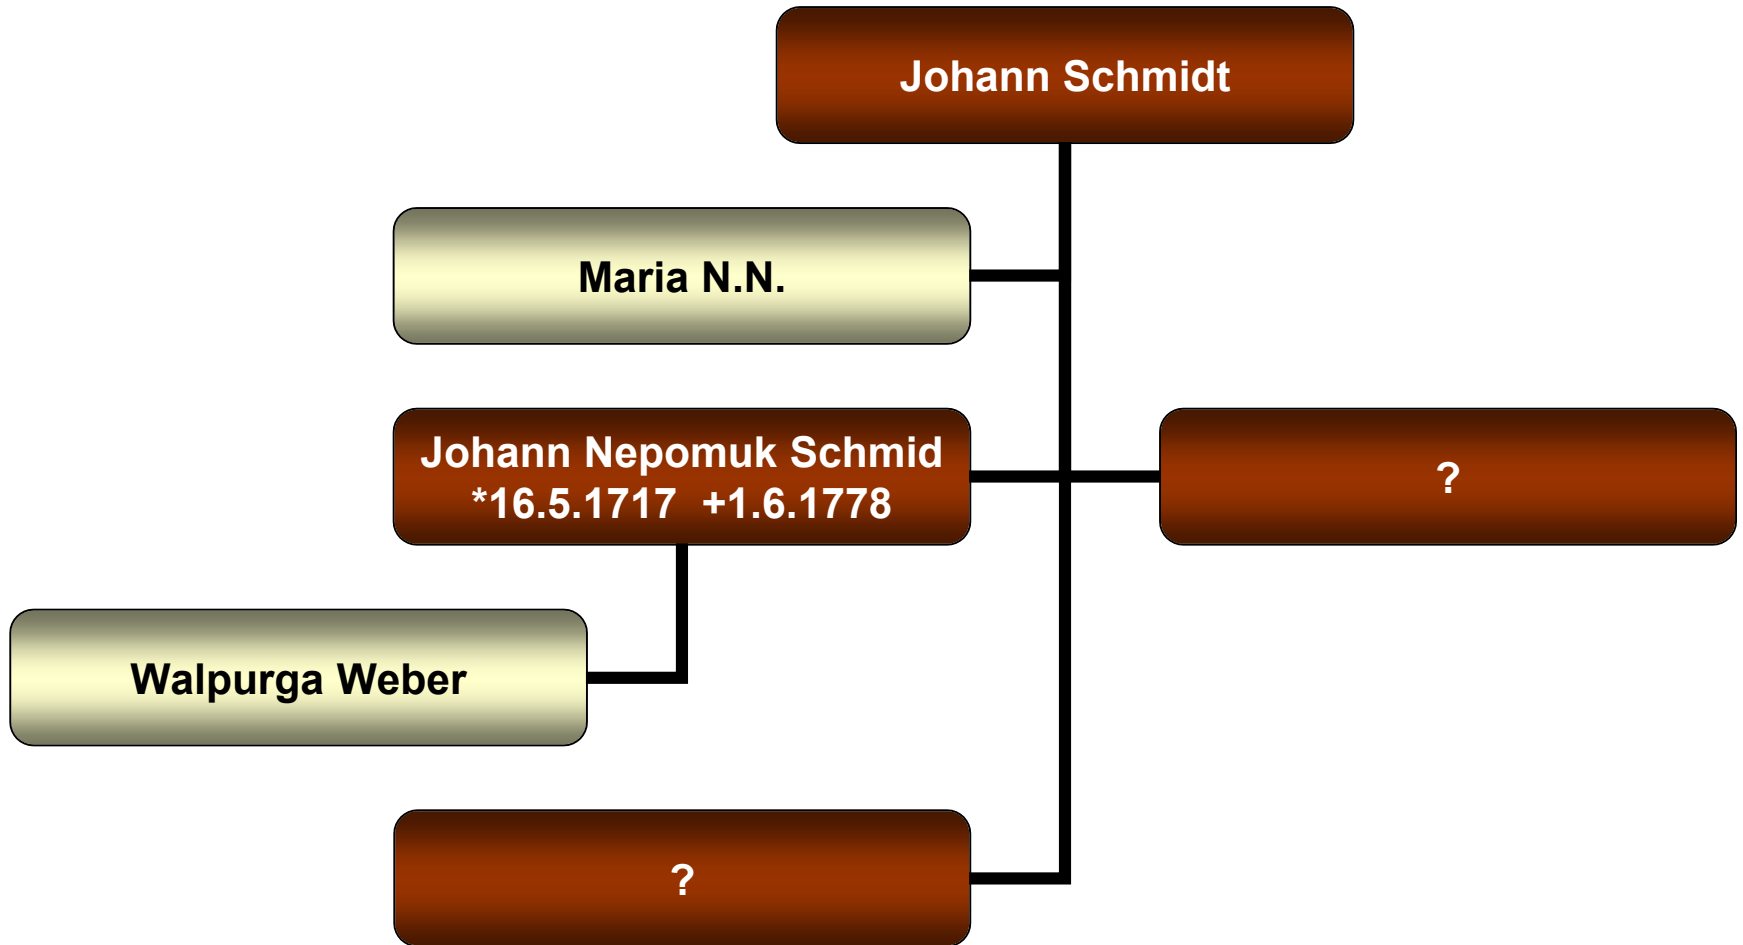 Johann Schmidt
Maria N.N.
Johann Nepomuk Schmid
*16.5.1717 +1.6.1778
?
Walpurga Weber
?